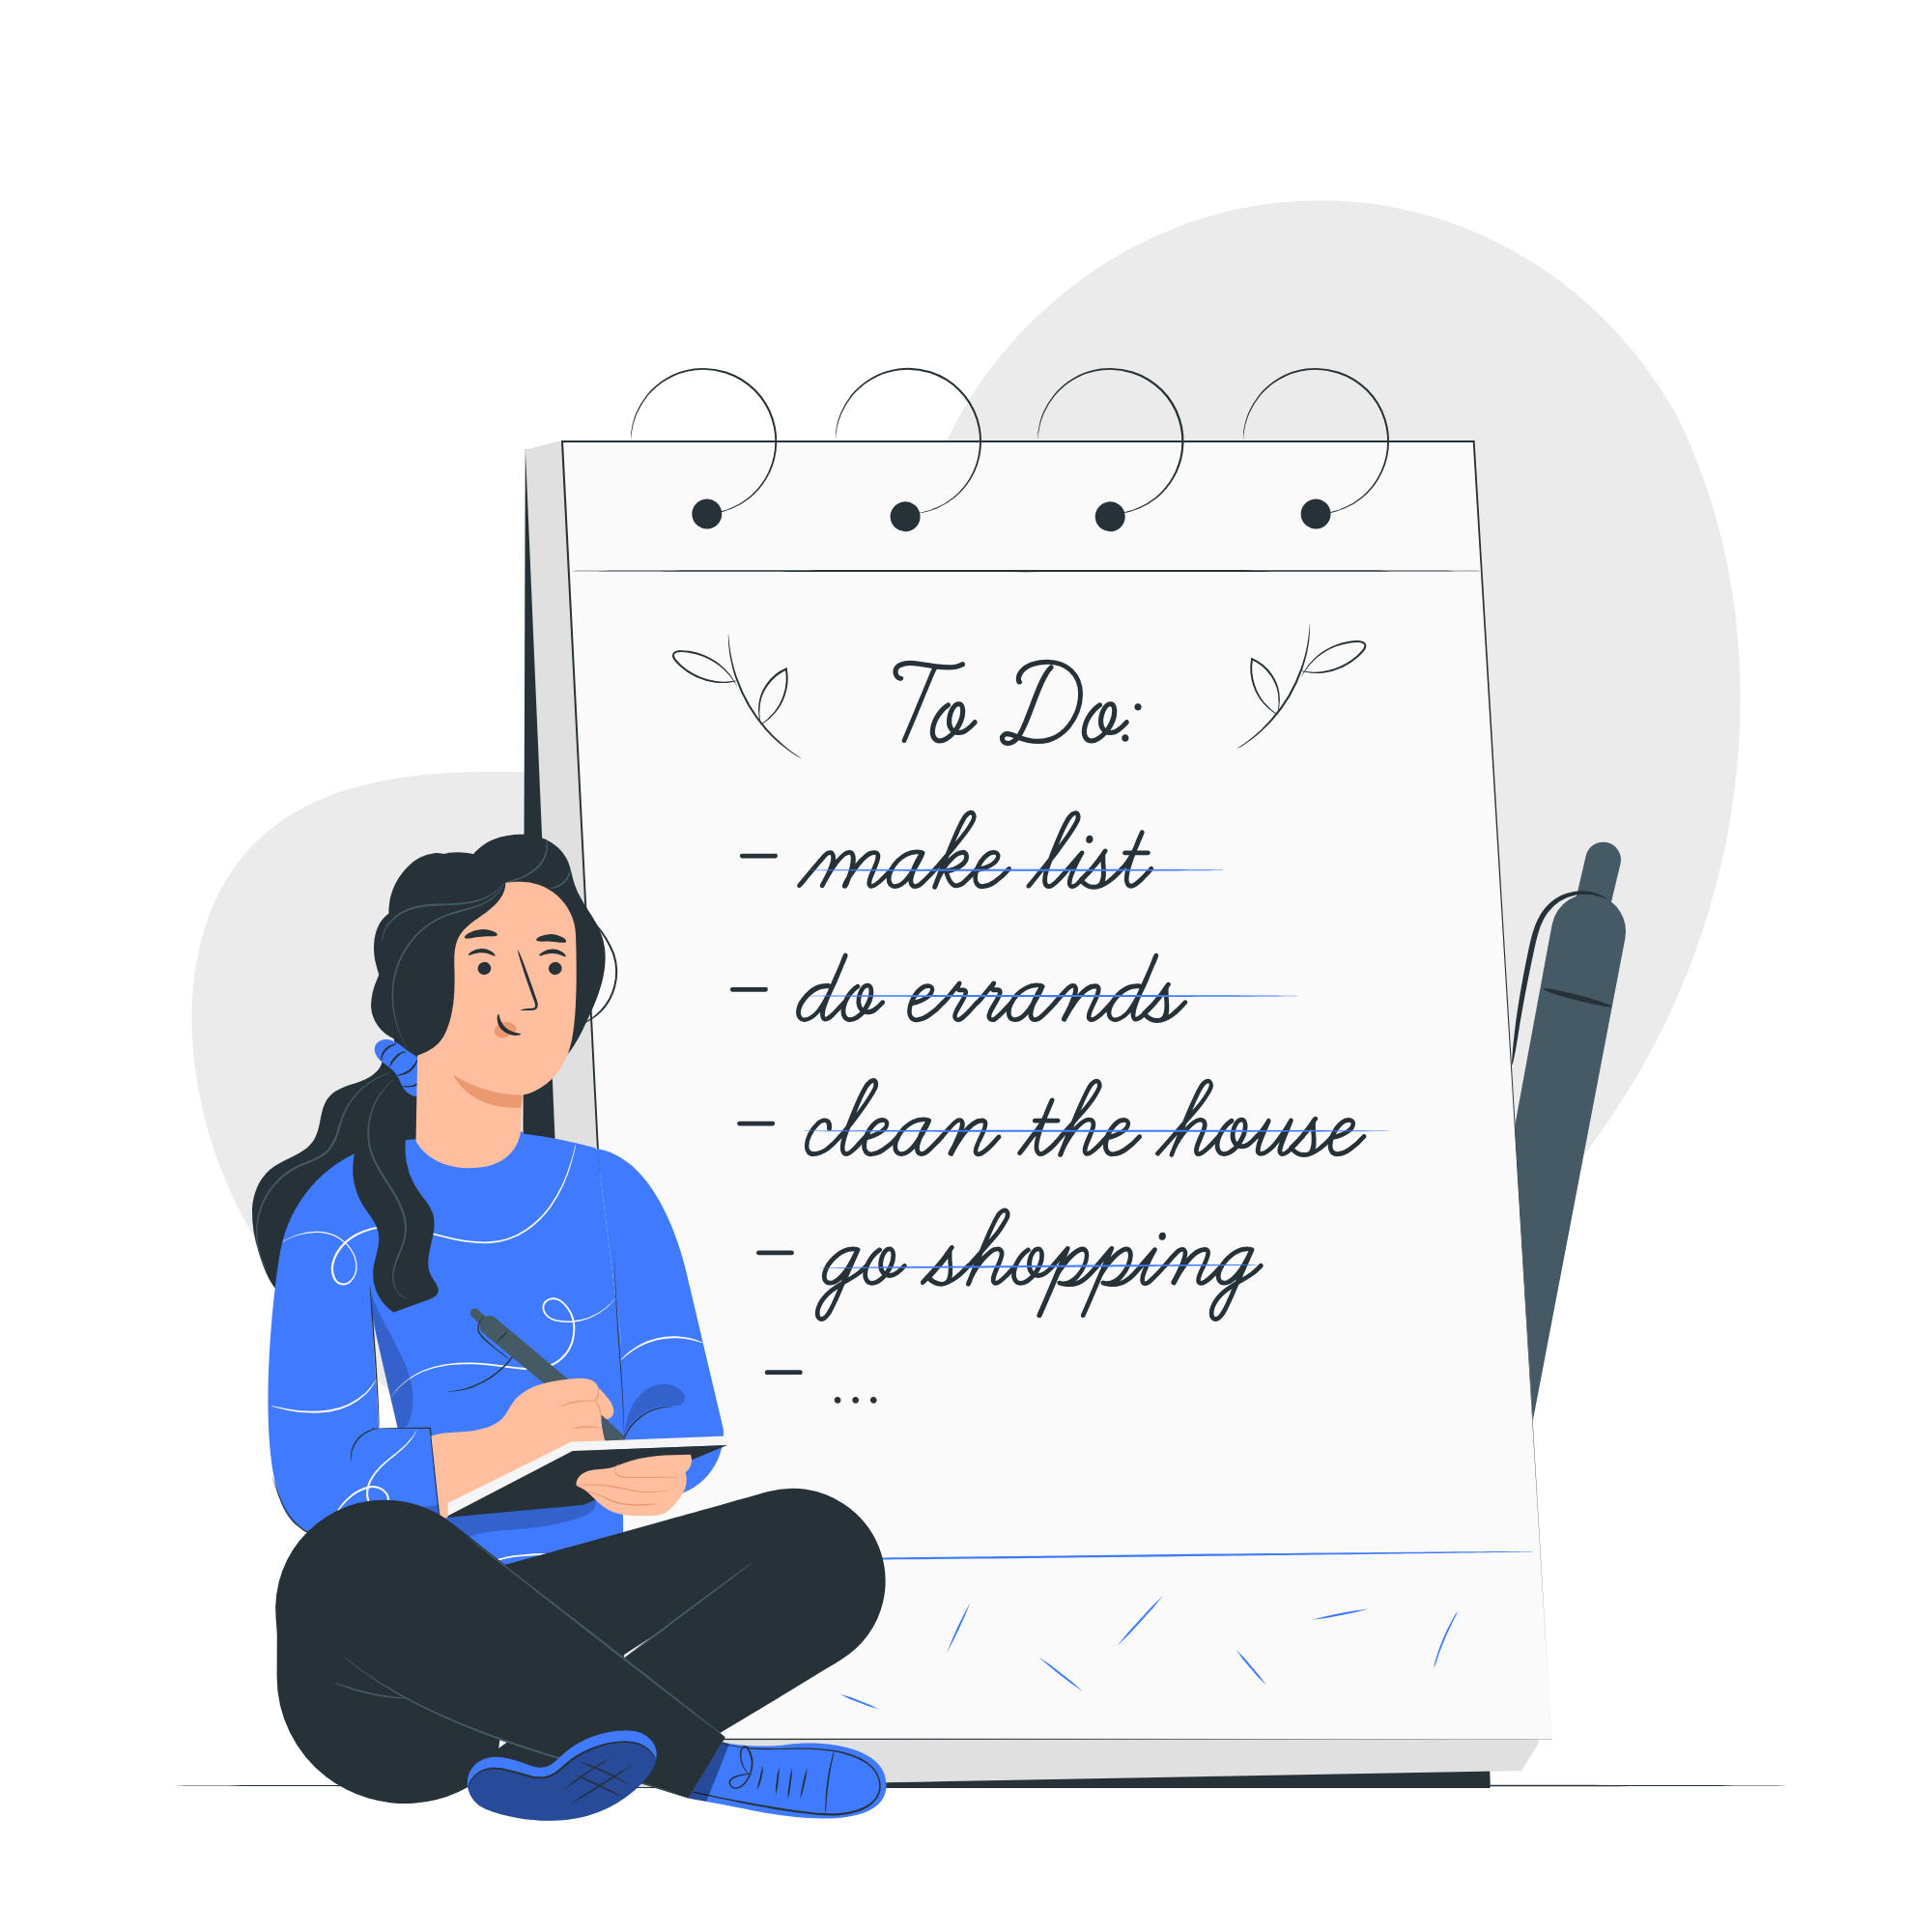 To Do:
- make list
- do errands
- clean the house
- go shopping
- ...